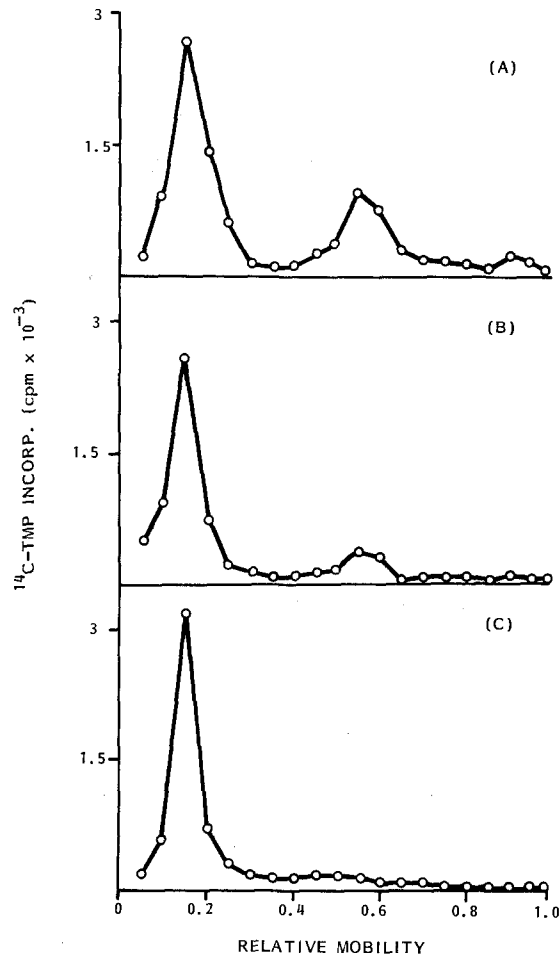 3
(A)
1.5
3
(B)
1.5
3
(C)
1.5
0
0.2
0.4
0.6
0.8
1.0
¹⁴C-TMP INCORP. (cpm x 10⁻³)
RELATIVE MOBILITY